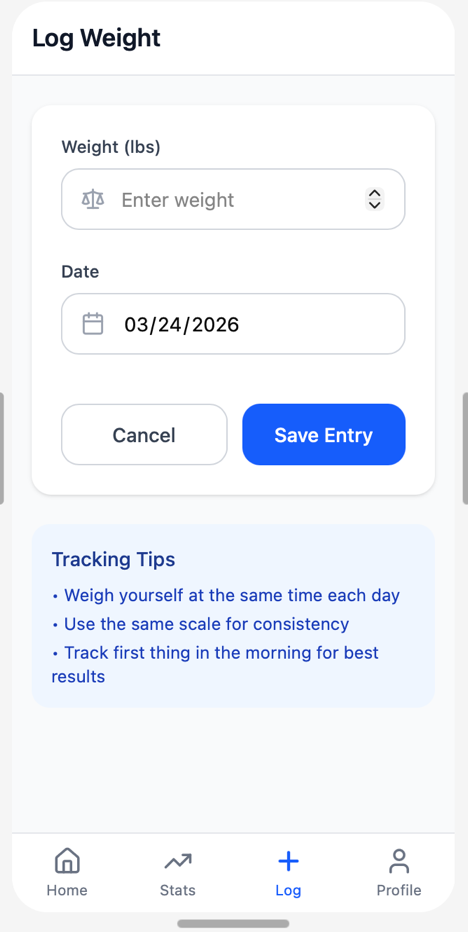 Log Weight
Weight (lbs)
Enter weight
Date
03/24/2026
Cancel
Save Entry
Tracking Tips
• Weigh yourself at the same time each day
• Use the same scale for consistency
• Track first thing in the morning for best
results
Home
Stats
Log
Profile